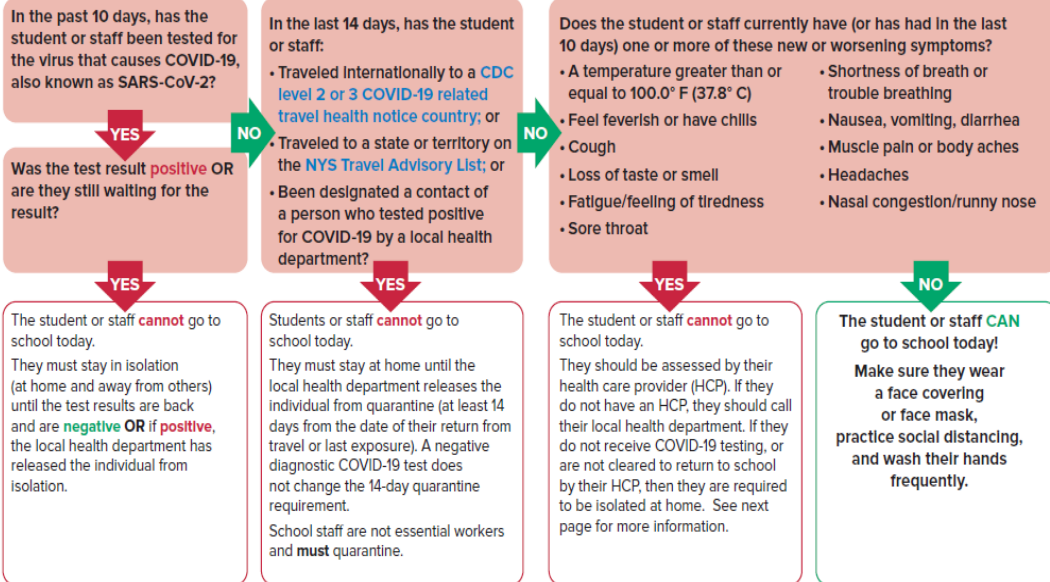 In the past 10 days, has the
student or staff been tested for
the virus that causes COVID-19,
also known as SARS-CoV-2?
YES
Was the test result positive OR
are they still waiting for the
result?
YES
The student or staff cannot go to
school today.
They must stay in isolation
(at home and away from others)
until the test results are back
and are negative OR if positive,
the local health department has
released the individual from
isolation.
NO
In the last 14 days, has the student
or staff:
• Traveled internationally to a CDC
level 2 or 3 COVID-19 related
travel health notice country; or
• Traveled to a state or territory on
the NYS Travel Advisory List; or
• Been designated a contact of
a person who tested positive
for COVID-19 by a local health
department?
YES
Students or staff cannot go to
school today.
They must stay at home until the
local health department releases the
individual from quarantine (at least 14
days from the date of their return from
travel or last exposure). A negative
diagnostic COVID-19 test does
not change the 14-day quarantine
requirement.
School staff are not essential workers
and must quarantine.
NO
Does the student or staff currently have (or has had in the last
10 days) one or more of these new or worsening symptoms?
• A temperature greater than or
equal to 100.0° F (37.8° C)
• Feel feverish or have chills
• Cough
• Loss of taste or smell
• Fatigue/feeling of tiredness
• Sore throat
• Shortness of breath or
trouble breathing
• Nausea, vomiting, diarrhea
• Muscle pain or body aches
• Headaches
• Nasal congestion/runny nose
YES
The student or staff cannot go to
school today.
They should be assessed by their
health care provider (HCP). If they
do not have an HCP, they should call
their local health department. If they
do not receive COVID-19 testing, or
are not cleared to return to school
by their HCP, then they are required
to be isolated at home. See next
page for more information.
NO
The student or staff CAN
go to school today!
Make sure they wear
a face covering
or face mask,
practice social distancing,
and wash their hands
frequently.